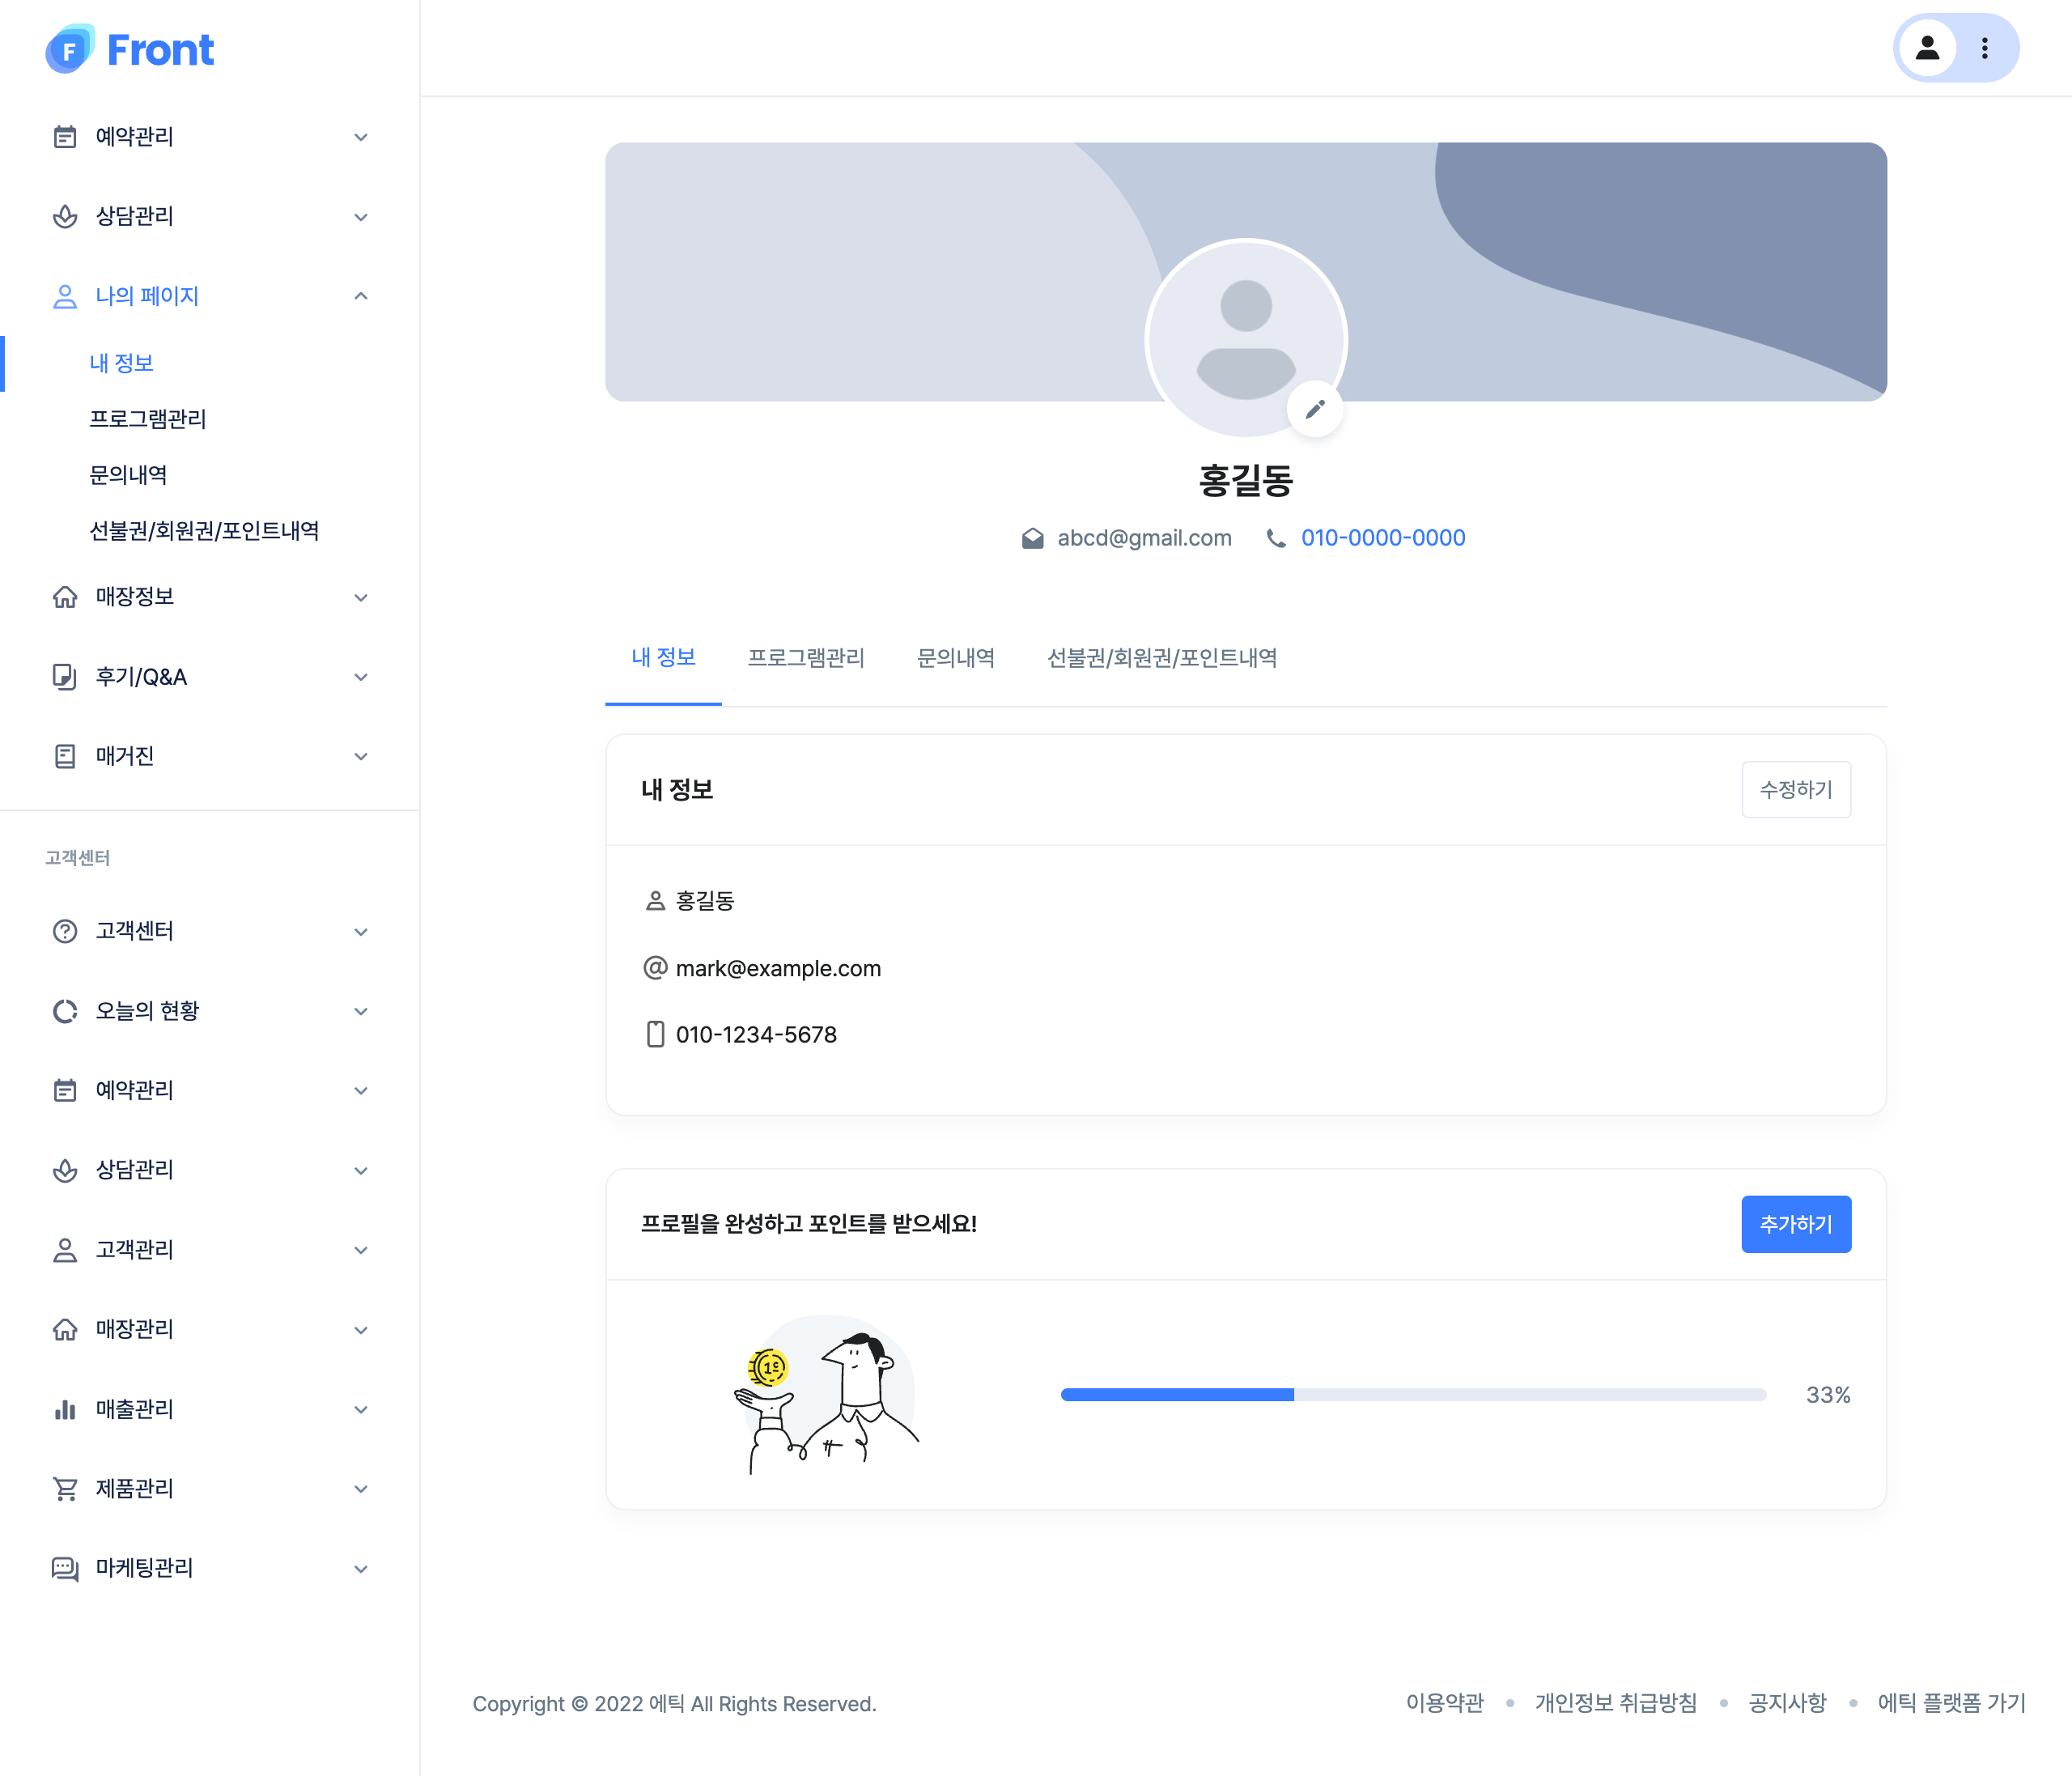 Front
예약관리
상담관리
나의 페이지
내 정보
프로그램관리
문의내역
선불권/회원권/포인트내역
매장정보
후기/Q&A
매거진
고객센터
고객센터
오늘의 현황
예약관리
상담관리
고객관리
매장관리
매출관리
제품관리
마케팅관리
홍길동
abcd@gmail.com 010-0000-0000
내 정보 프로그램관리 문의내역 선불권/회원권/포인트내역
내 정보 수정하기
홍길동
mark@example.com
010-1234-5678
프로필을 완성하고 포인트를 받으세요! 추가하기
33%
Copyright © 2022 에틱 All Rights Reserved. 이용약관 • 개인정보 취급방침 • 공지사항 • 에틱 플랫폼 가기